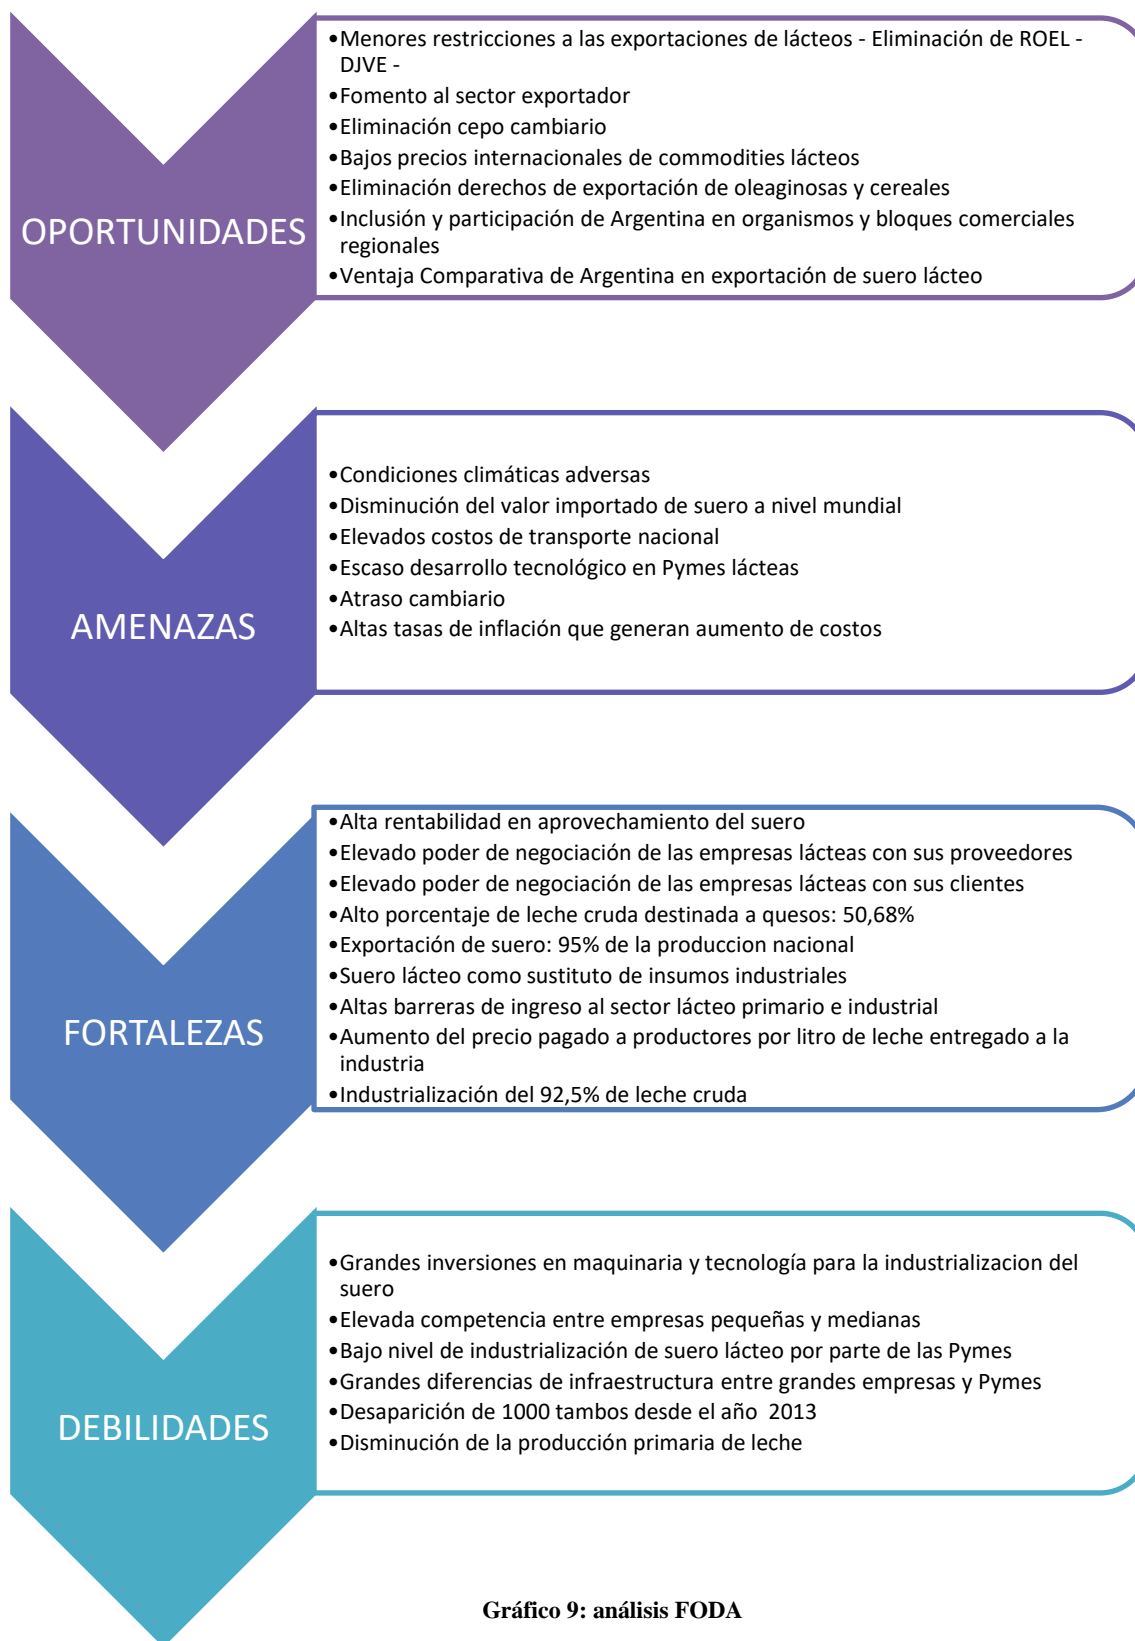 OPORTUNIDADES
•Menores restricciones a las exportaciones de lácteos - Eliminación de ROEL -
DJVE -
•Fomento al sector exportador
•Eliminación cepo cambiario
•Bajos precios internacionales de commodities lácteos
•Eliminación derechos de exportación de oleaginosas y cereales
•Inclusión y participación de Argentina en organismos y bloques comerciales
regionales
•Ventaja Comparativa de Argentina en exportación de suero lácteo
AMENAZAS
•Condiciones climáticas adversas
•Disminución del valor importado de suero a nivel mundial
•Elevados costos de transporte nacional
•Escaso desarrollo tecnológico en Pymes lácteas
•Atraso cambiario
•Altas tasas de inflación que generan aumento de costos
FORTALEZAS
•Alta rentabilidad en aprovechamiento del suero
•Elevado poder de negociación de las empresas lácteas con sus proveedores
•Elevado poder de negociación de las empresas lácteas con sus clientes
•Alto porcentaje de leche cruda destinada a quesos: 50,68%
•Exportación de suero: 95% de la produccion nacional
•Suero lácteo como sustituto de insumos industriales
•Altas barreras de ingreso al sector lácteo primario e industrial
•Aumento del precio pagado a productores por litro de leche entregado a la
industria
•Industrialización del 92,5% de leche cruda
DEBILIDADES
•Grandes inversiones en maquinaria y tecnología para la industrializacion del
suero
•Elevada competencia entre empresas pequeñas y medianas
•Bajo nivel de industrialización de suero lácteo por parte de las Pymes
•Grandes diferencias de infraestructura entre grandes empresas y Pymes
•Desaparición de 1000 tambos desde el año  2013
•Disminución de la producción primaria de leche
Gráfico 9: análisis FODA